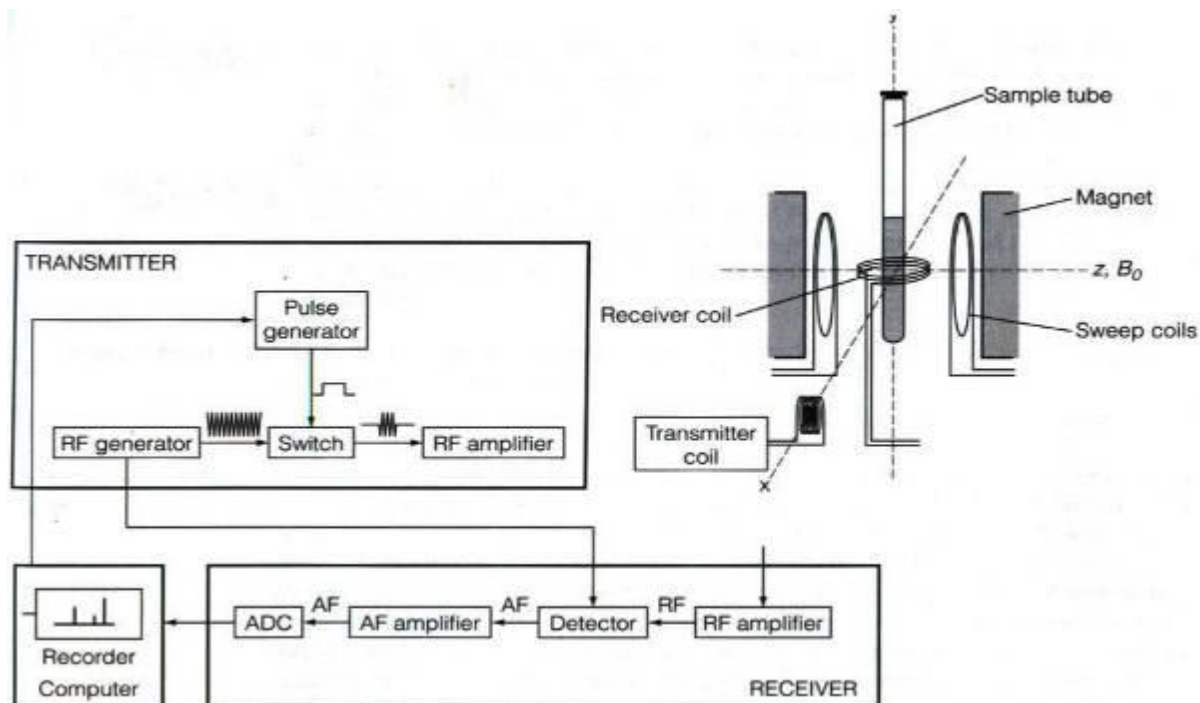 y
Sample tube
Magnet
z, B₀
Receiver coil
Sweep coils
Transmitter
coil
x
TRANSMITTER
Pulse
generator
RF generator
Switch
RF amplifier
Recorder
Computer
ADC
AF
AF amplifier
AF
Detector
RF
RF amplifier
RECEIVER